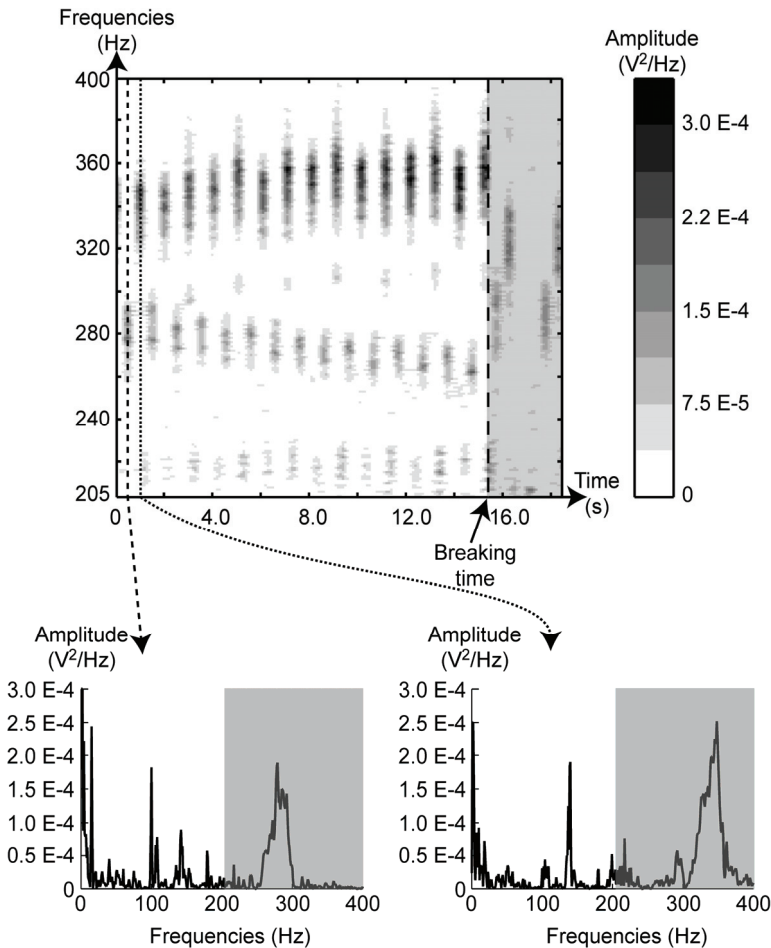 Frequencies
(Hz)
Amplitude
(V²/Hz)
400
360
320
280
240
205
3.0 E-4
2.2 E-4
1.5 E-4
7.5 E-5
0
Time
(s)
0
4.0
8.0
12.0
16.0
Breaking
time
Amplitude
(V²/Hz)
3.0 E-4
2.5 E-4
2.0 E-4
1.5 E-4
1.0 E-4
0.5 E-4
0
0
100
200
300
400
Frequencies (Hz)
Amplitude
(V²/Hz)
3.0 E-4
2.5 E-4
2.0 E-4
1.5 E-4
1.0 E-4
0.5 E-4
0
0
100
200
300
400
Frequencies (Hz)